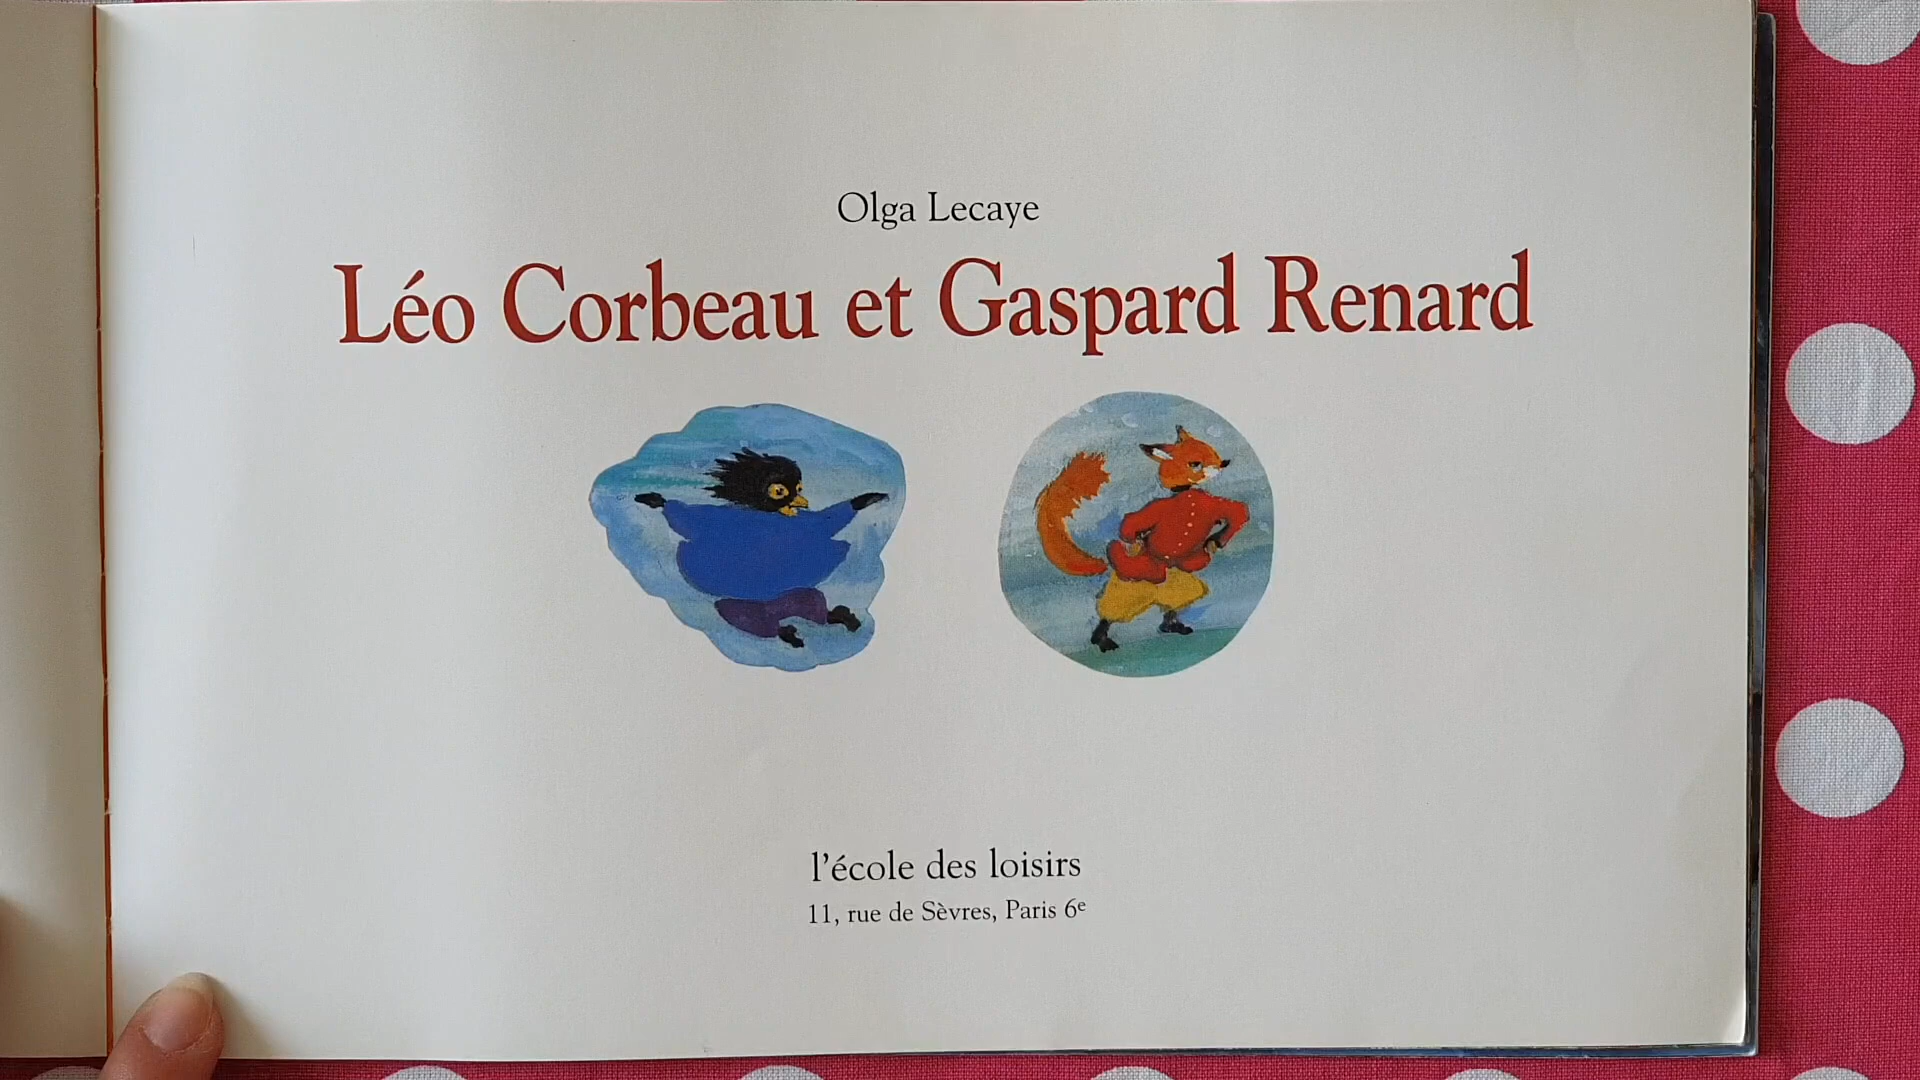 Olga Lecaye
Léo Corbeau et Gaspard Renard
l'école des loisirs
11, rue de Sèvres, Paris 6e